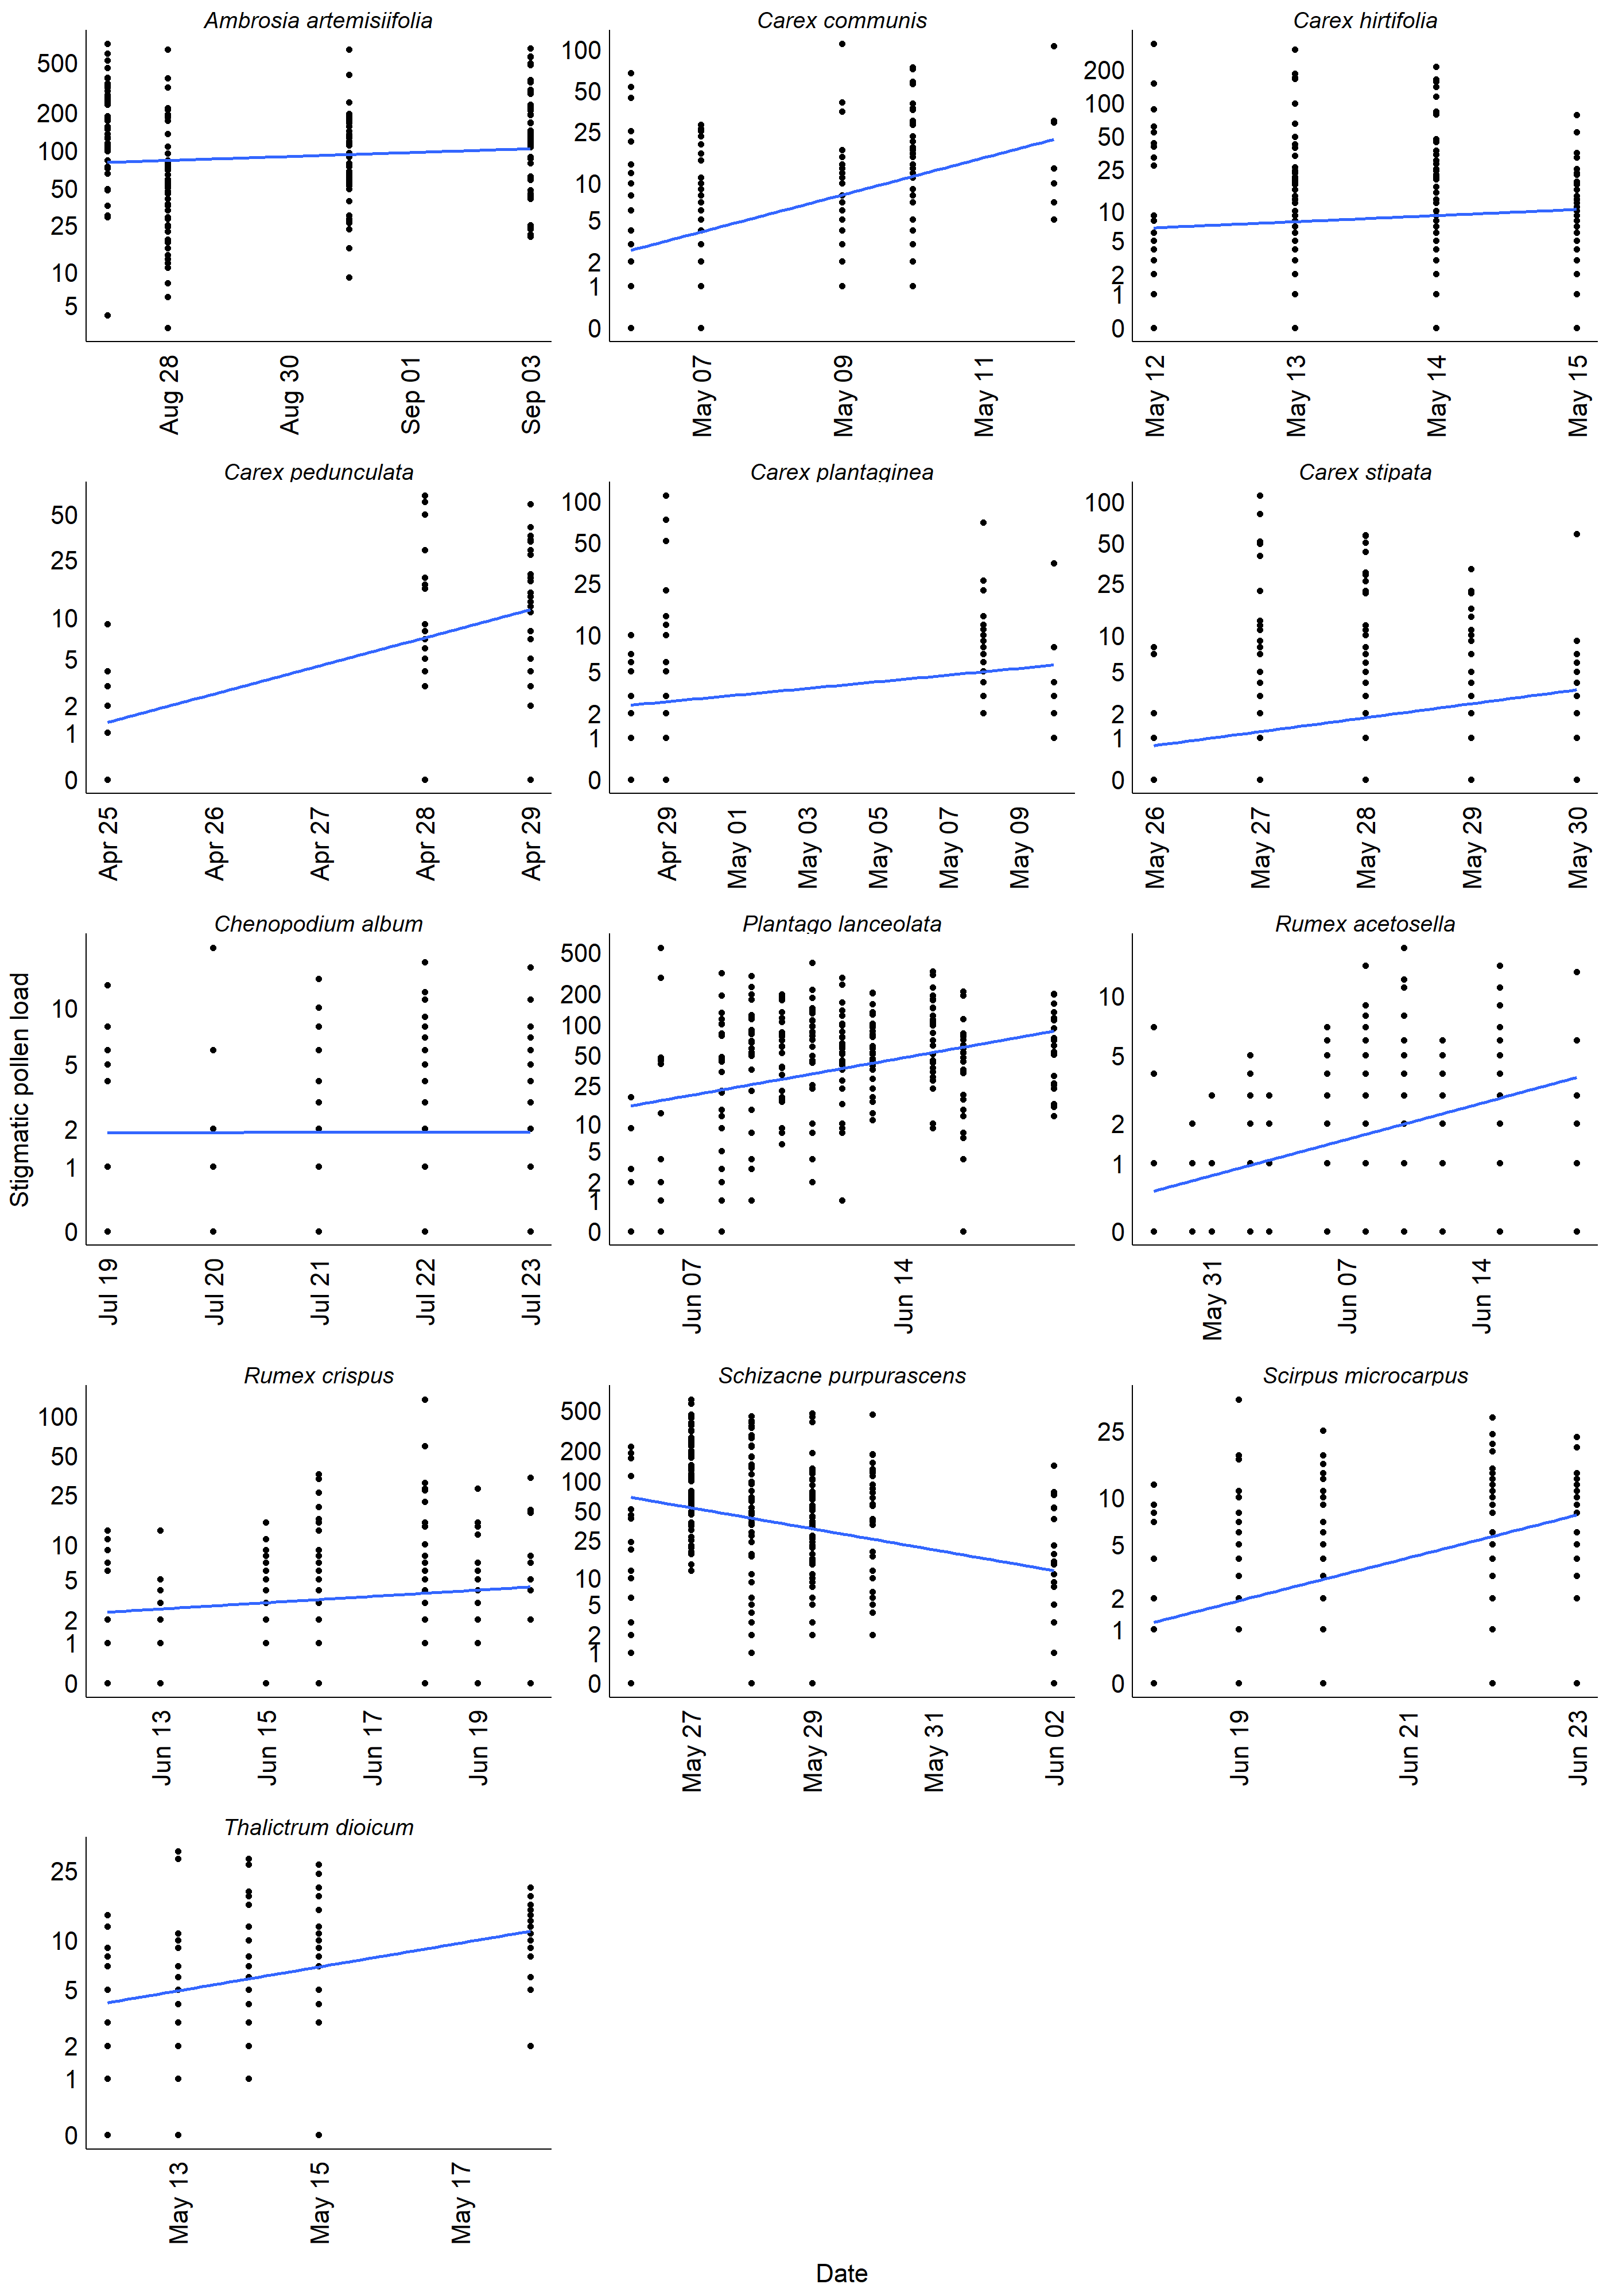 Ambrosia artemisiifolia
500
200
100
50
25
10
5
Aug 28
Aug 30
Sep 01
Sep 03
Carex communis
100
50
25
10
5
2
1
0
May 07
May 09
May 11
Carex hirtifolia
200
100
50
25
10
5
2
1
0
May 12
May 13
May 14
May 15
Carex pedunculata
50
25
10
5
2
1
0
Apr 25
Apr 26
Apr 27
Apr 28
Apr 29
Carex plantaginea
100
50
25
10
5
2
1
0
Apr 29
May 01
May 03
May 05
May 07
May 09
Carex stipata
100
50
25
10
5
2
1
0
May 26
May 27
May 28
May 29
May 30
Stigmatic pollen load
Chenopodium album
10
5
2
1
0
Jul 19
Jul 20
Jul 21
Jul 22
Jul 23
Plantago lanceolata
500
200
100
50
25
10
5
2
1
0
Jun 07
Jun 14
Rumex acetosella
10
5
2
1
0
May 31
Jun 07
Jun 14
Rumex crispus
100
50
25
10
5
2
1
0
Jun 13
Jun 15
Jun 17
Jun 19
Schizacne purpurascens
500
200
100
50
25
10
5
2
1
0
May 27
May 29
May 31
Jun 02
Scirpus microcarpus
25
10
5
2
1
0
Jun 19
Jun 21
Jun 23
Thalictrum dioicum
25
10
5
2
1
0
May 13
May 15
May 17
Date